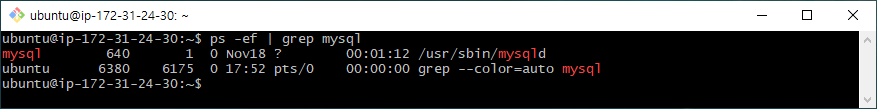 ubuntu@ip-172-31-24-30: ~
ubuntu@ip-172-31-24-30:~$ ps -ef | grep mysql
mysql        640       1  0 Nov18 ?        00:01:12 /usr/sbin/mysqld
ubuntu      6380    6175  0 17:52 pts/0    00:00:00 grep --color=auto mysql
ubuntu@ip-172-31-24-30:~$